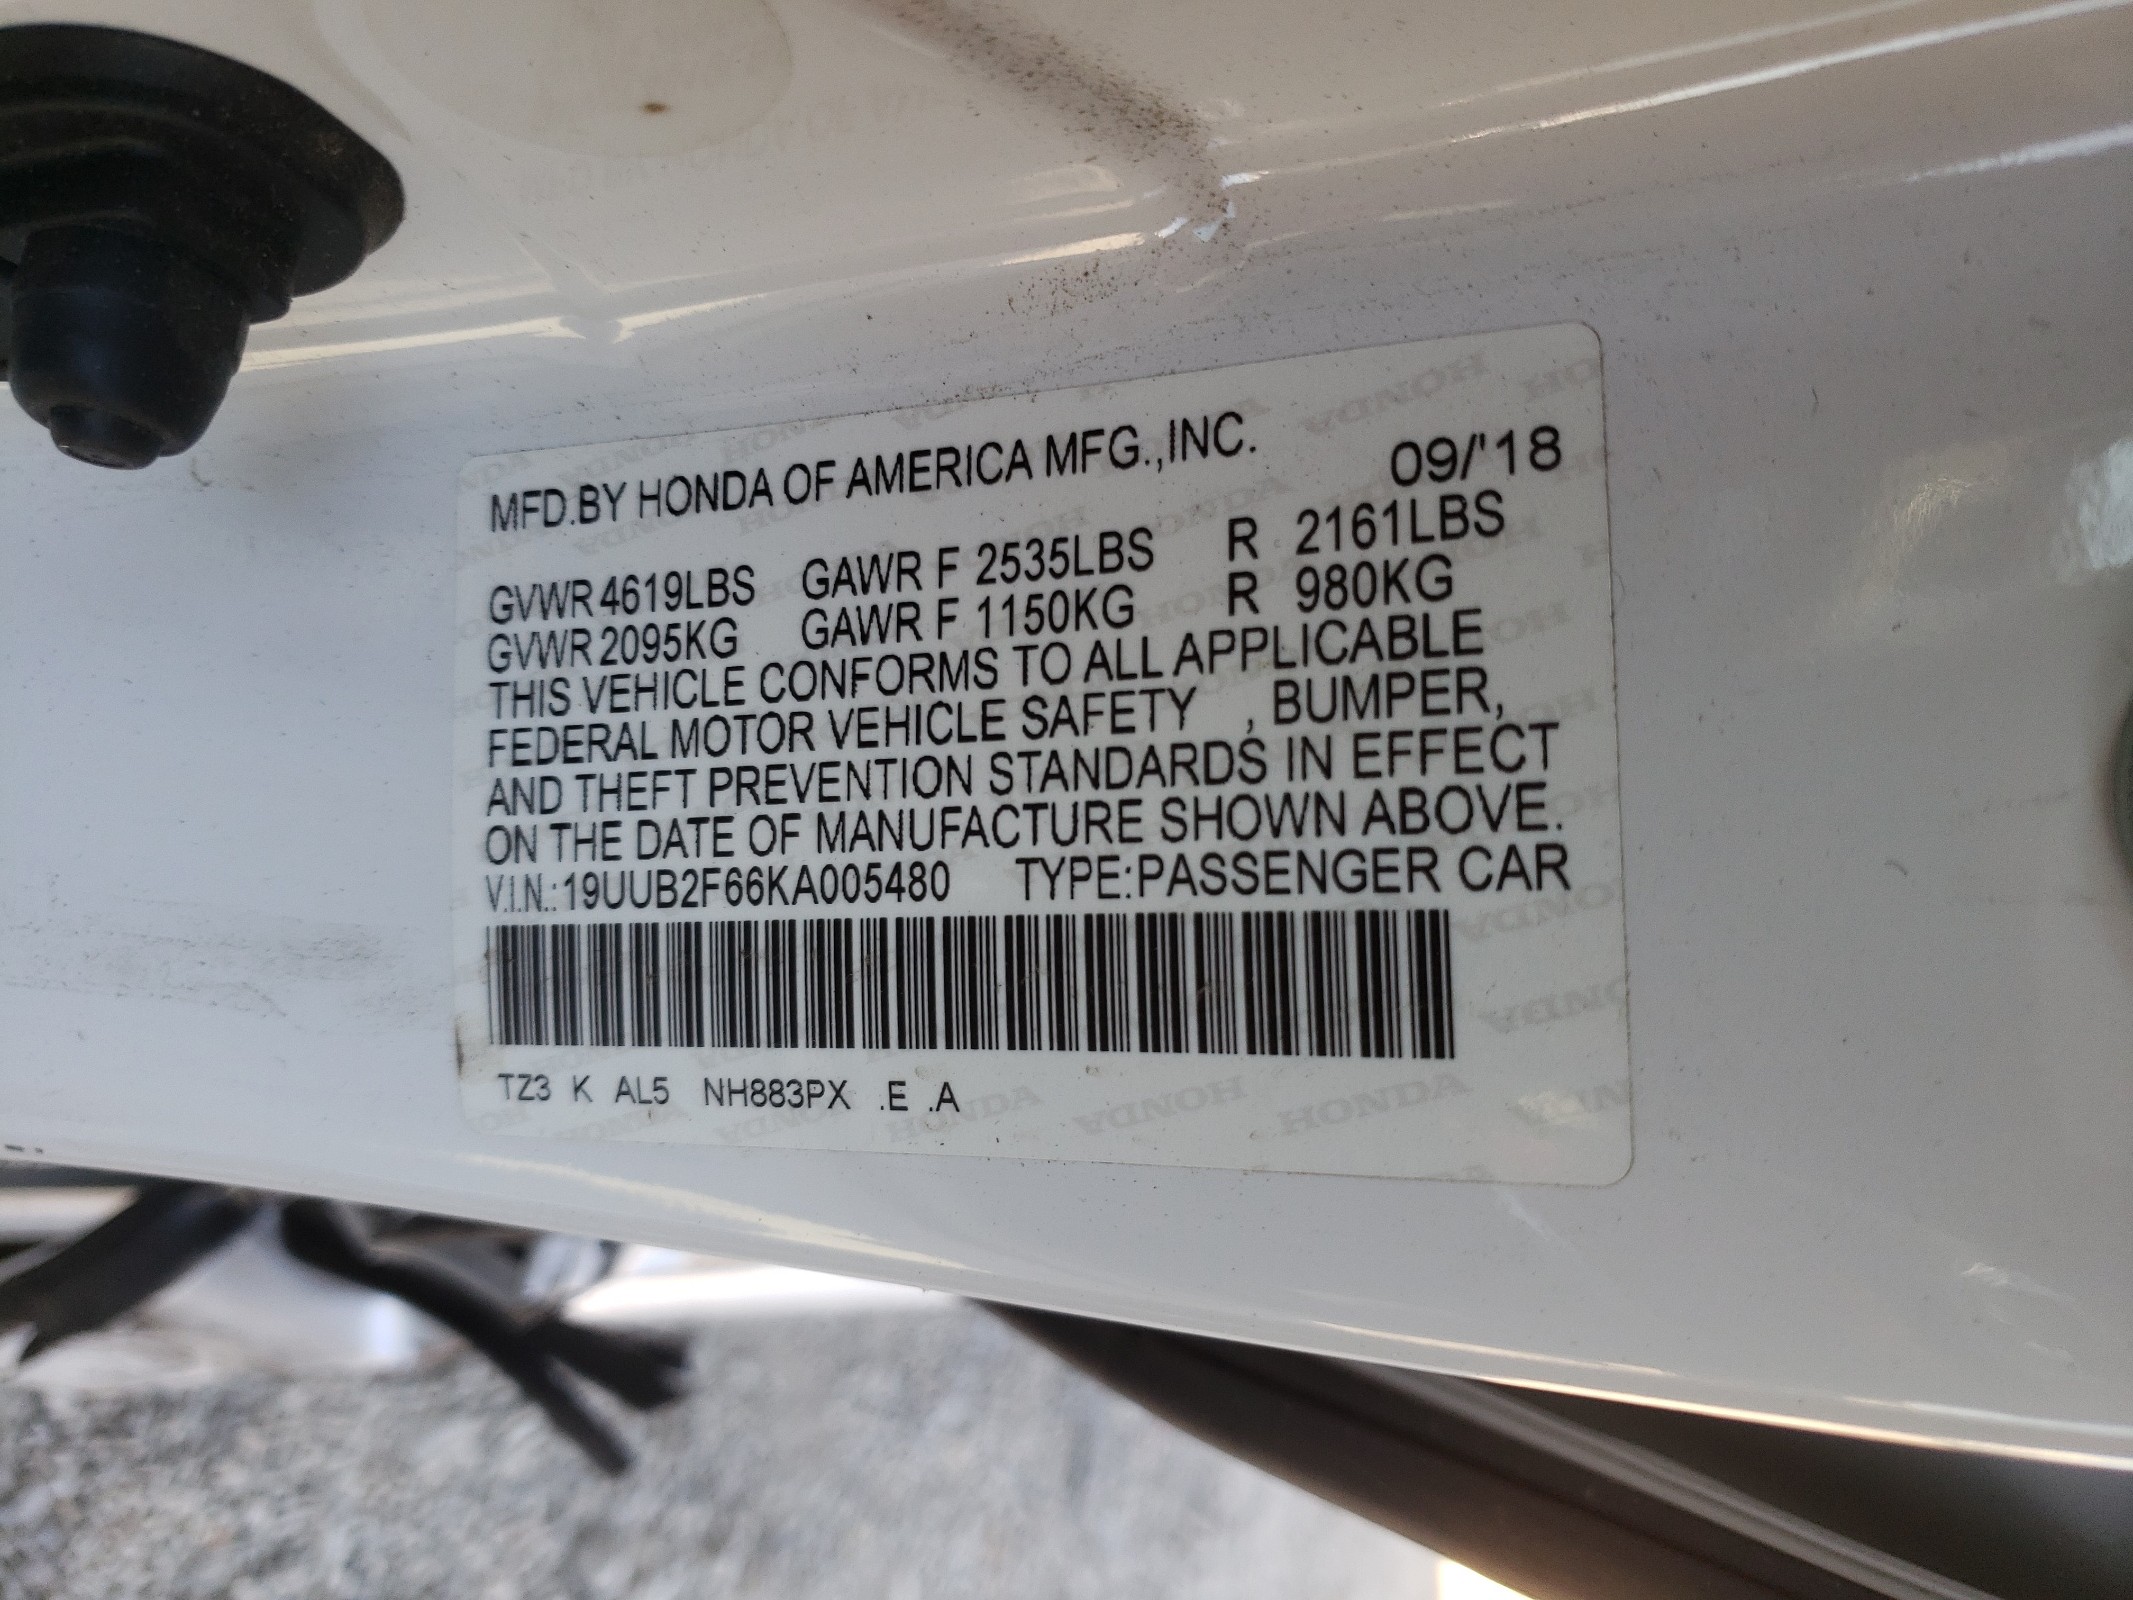 MFD.BY HONDA OF AMERICA MFG.,INC. 09/'18
GVWR 4619LBS GAWR F 2535LBS R 2161LBS
GVWR 2095KG GAWR F 1150KG R 980KG
THIS VEHICLE CONFORMS TO ALL APPLICABLE
FEDERAL MOTOR VEHICLE SAFETY , BUMPER,
AND THEFT PREVENTION STANDARDS IN EFFECT
ON THE DATE OF MANUFACTURE SHOWN ABOVE.
V.I.N.: 19UUB2F66KA005480 TYPE:PASSENGER CAR
TZ3 K AL5 NH883PX .E .A